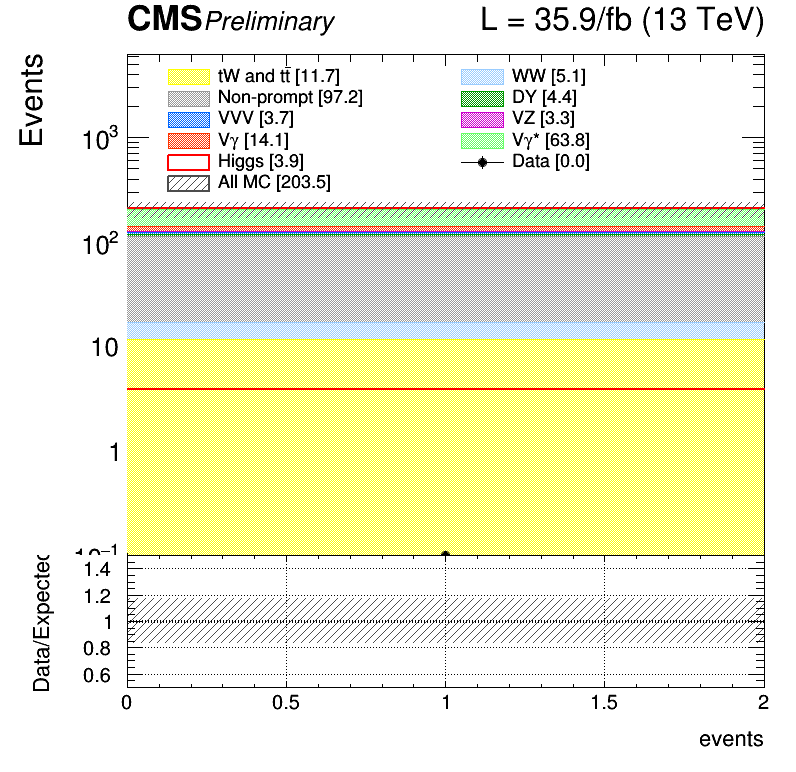 CMS Preliminary L = 35.9/fb (13 TeV)
Events
tW and tt̄ [11.7] WW [5.1]
Non-prompt [97.2] DY [4.4]
VVV [3.7] VZ [3.3]
Vγ [14.1] Vγ* [63.8]
Higgs [3.9] Data [0.0]
All MC [203.5]
10³
10²
10
1
10⁻¹
Data/Expected
1.4
1.2
1
0.8
0.6
0 0.5 1 1.5 2
events